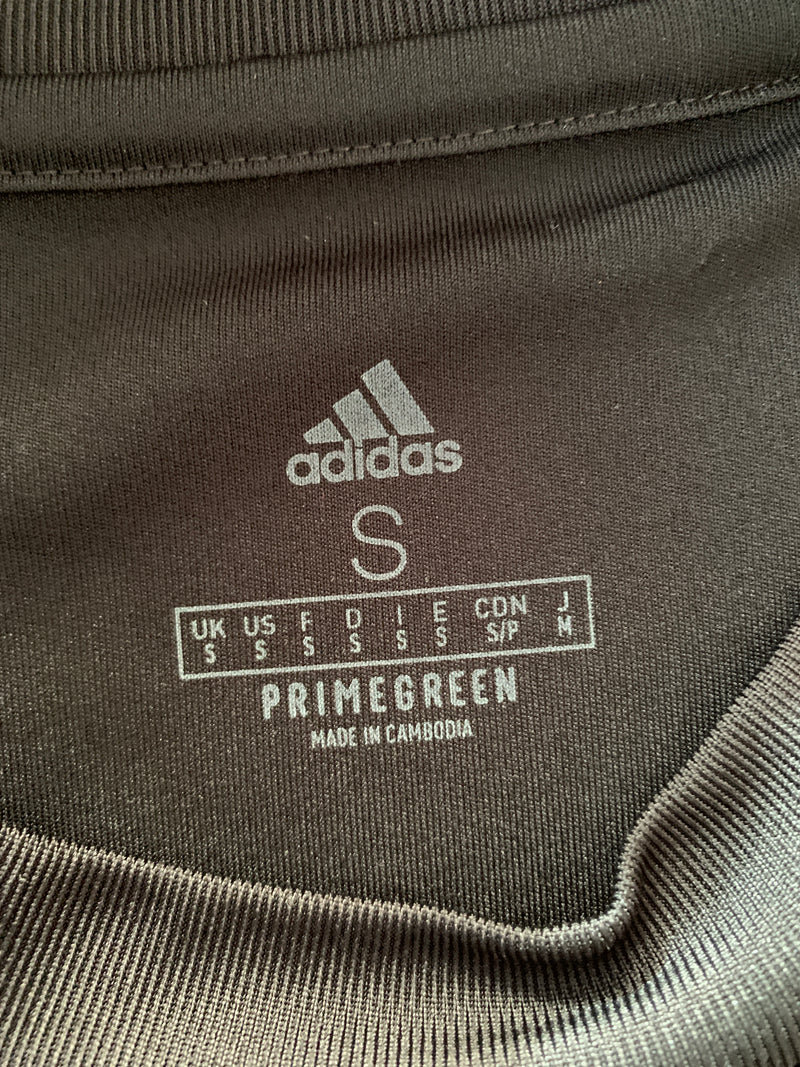 adidas
S
UK US F D I E CDN J
S S S S S S S/P M
PRIMEGREEN
MADE IN CAMBODIA